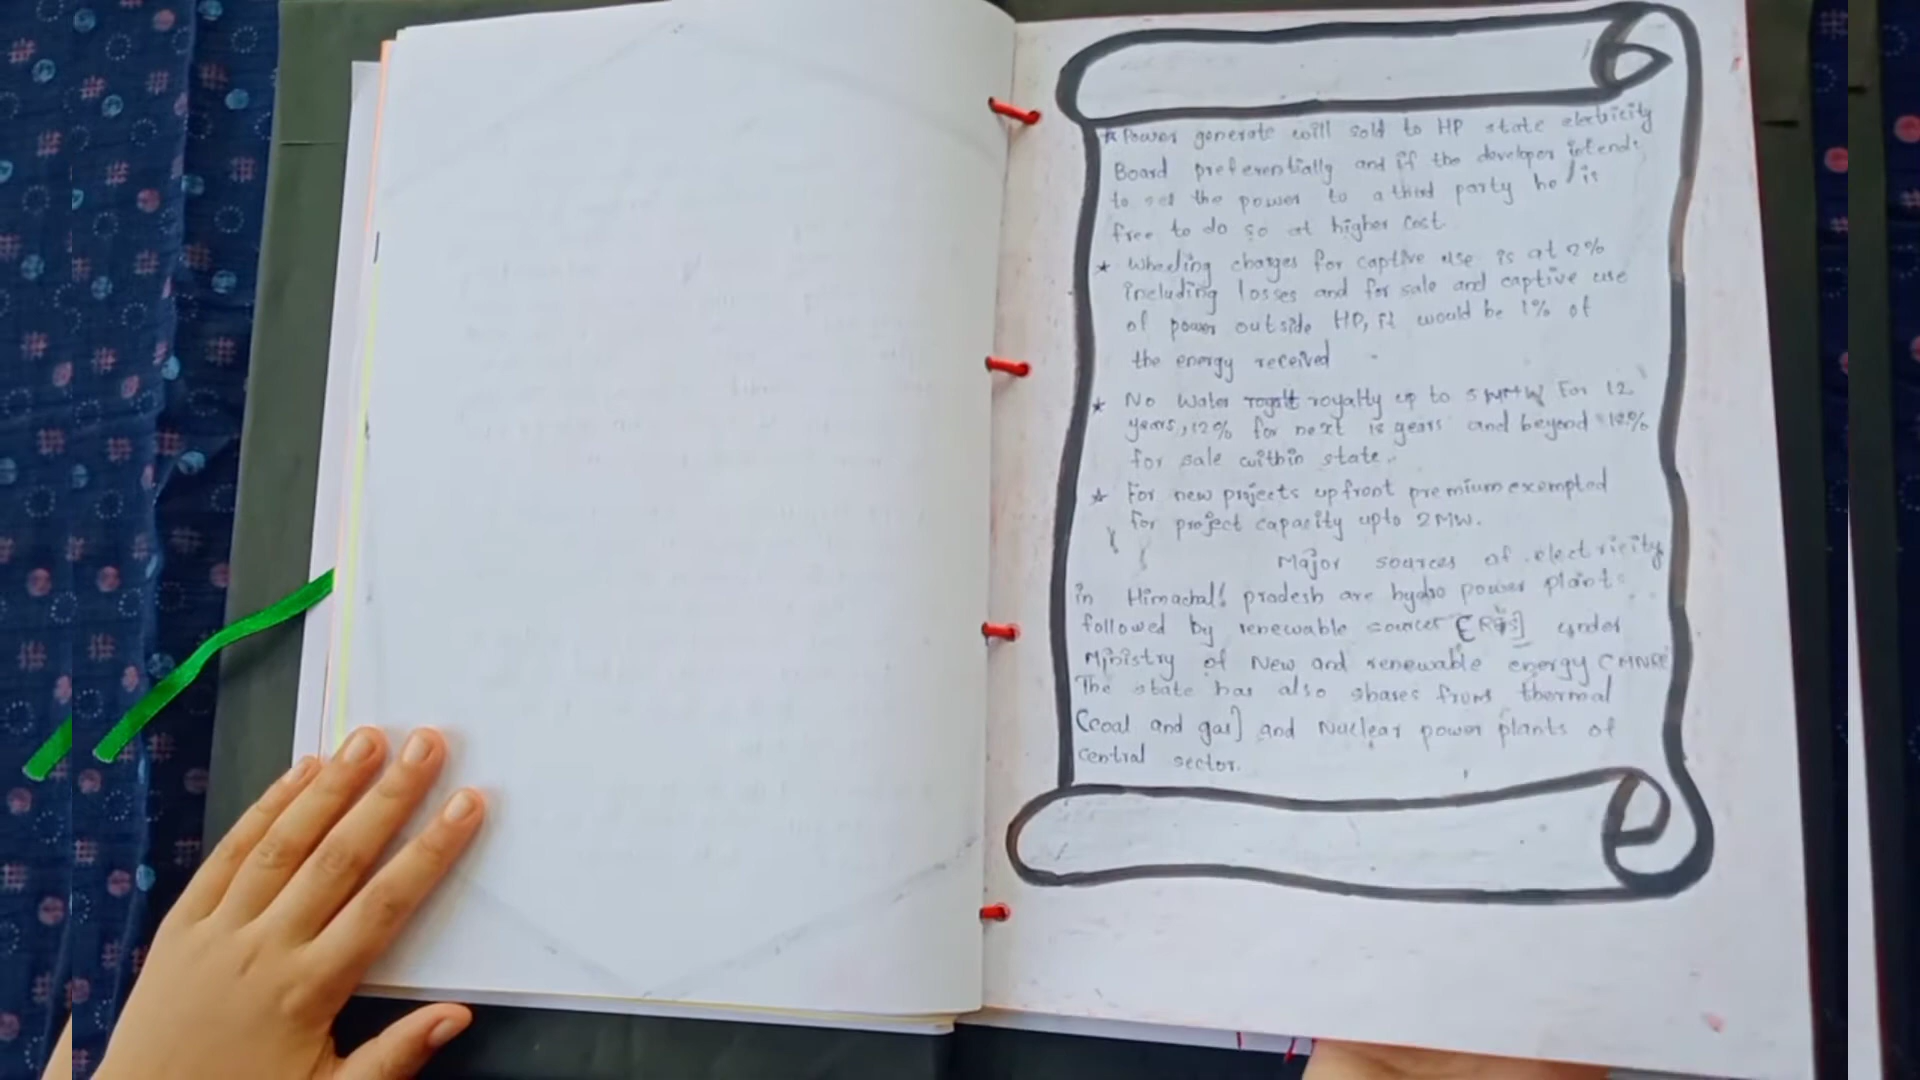 * Power generate will sold to HP state electricity
Board preferentially and if the developer intends
to sel the power to a third party he is
free to do so at higher cost
* Wheeling charges for captive use is at 2%
including losses and for sale and captive use
of power outside HP, it would be 1% of
the energy received
* No Water royalty up to 5 MW For 12
years, 12% for next 18 years and beyond 18%
for sale within state.
* For new projects upfront premium exempted
for project capacity upto 2MW.
Major sources of electricity
in Himachal pradesh are hydro power plants
followed by renewable sources [RES] under
Ministry of New and renewable energy (MNRE
The state has also shares from thermal
(coal and gas] and Nuclear power plants of
central sector.